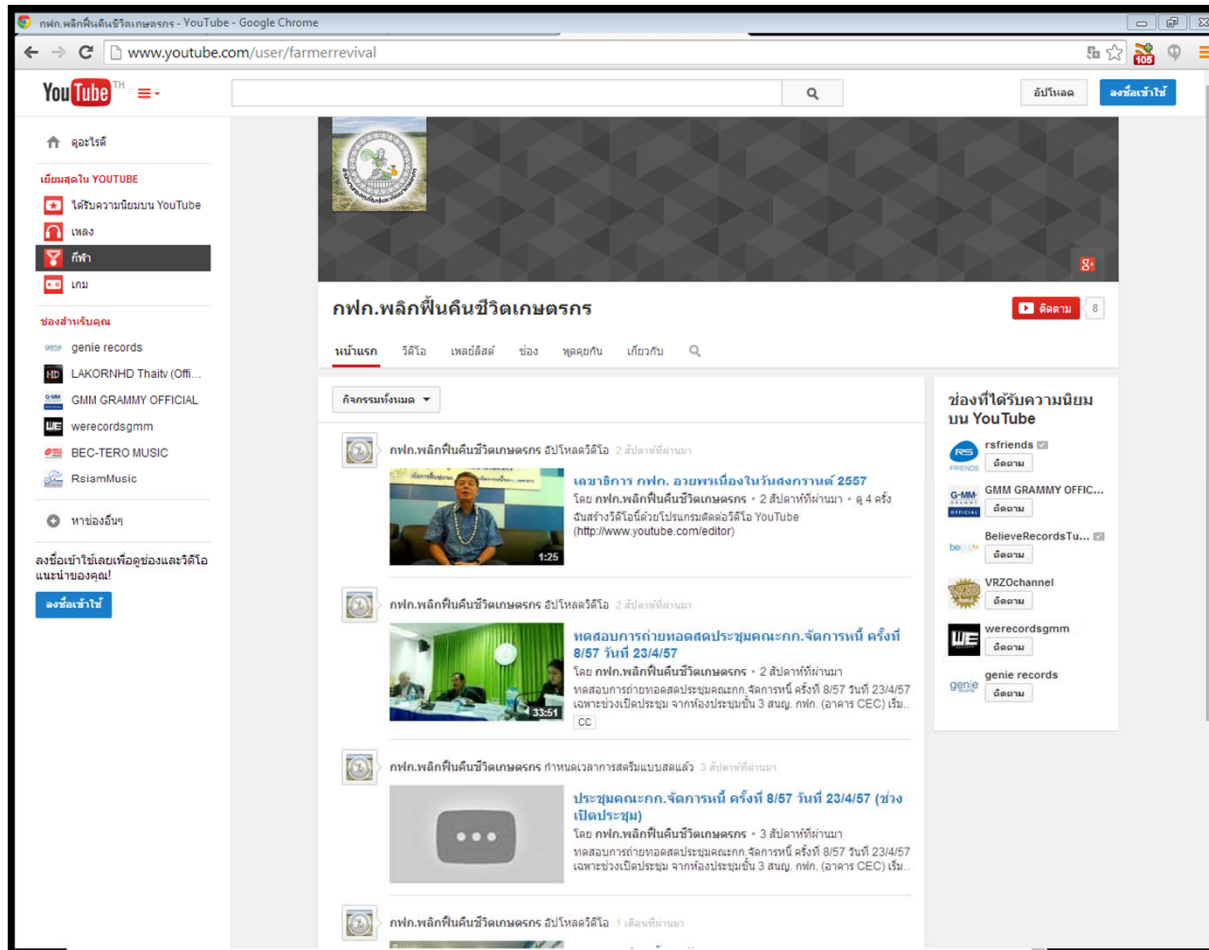 กฟก.พลิกฟื้นคืนชีวิตเกษตรกร - YouTube - Google Chrome
www.youtube.com/user/farmerrevival
105
YouTube TH
อัปโหลด
ลงชื่อเข้าใช้
ดูอะไรดี
เยี่ยมสุดใน YOUTUBE
ได้รับความนิยมบน YouTube
เพลง
กีฬา
เกม
ช่องสำหรับคุณ
genie records
LAKORNHD Thaitv (Offi...
GMM GRAMMY OFFICIAL
werecordsgmm
BEC-TERO MUSIC
RsiamMusic
หาช่องอื่นๆ
ลงชื่อเข้าใช้เลยเพื่อดูช่องและวิดีโอ
แนะนำของคุณ!
ลงชื่อเข้าใช้
กฟก.พลิกฟื้นคืนชีวิตเกษตรกร
ติดตาม
8
หน้าแรก
วิดีโอ
เพลย์ลิสต์
ช่อง
พูดคุยกัน
เกี่ยวกับ
กิจกรรมทั้งหมด
กฟก.พลิกฟื้นคืนชีวิตเกษตรกร อัปโหลดวิดีโอ 2 สัปดาห์ที่ผ่านมา
เลขาธิการ กฟก. อวยพรเนื่องในวันสงกรานต์ 2557
โดย กฟก.พลิกฟื้นคืนชีวิตเกษตรกร • 2 สัปดาห์ที่ผ่านมา • ดู 4 ครั้ง
ฉันสร้างวิดีโอนี้ด้วยโปรแกรมตัดต่อวิดีโอ YouTube
(http://www.youtube.com/editor)
1:25
กฟก.พลิกฟื้นคืนชีวิตเกษตรกร อัปโหลดวิดีโอ 2 สัปดาห์ที่ผ่านมา
ทดสอบการถ่ายทอดสดประชุมคณะกก.จัดการหนี้ ครั้งที่
8/57 วันที่ 23/4/57
โดย กฟก.พลิกฟื้นคืนชีวิตเกษตรกร • 2 สัปดาห์ที่ผ่านมา
ทดสอบการถ่ายทอดสดประชุมคณะกก.จัดการหนี้ ครั้งที่ 8/57 วันที่ 23/4/57
เฉพาะช่วงเปิดประชุม จากห้องประชุมชั้น 3 สนญ. กฟก. (อาคาร CEC) เริ่ม...
CC
33:51
กฟก.พลิกฟื้นคืนชีวิตเกษตรกร กำหนดเวลาการสตรีมแบบสดแล้ว 3 สัปดาห์ที่ผ่านมา
ประชุมคณะกก.จัดการหนี้ ครั้งที่ 8/57 วันที่ 23/4/57 (ช่วง
เปิดประชุม)
โดย กฟก.พลิกฟื้นคืนชีวิตเกษตรกร • 3 สัปดาห์ที่ผ่านมา
ทดสอบการถ่ายทอดสดประชุมคณะกก.จัดการหนี้ ครั้งที่ 8/57 วันที่ 23/4/57
เฉพาะช่วงเปิดประชุม จากห้องประชุมชั้น 3 สนญ. กฟก. (อาคาร CEC) เริ่ม...
กฟก.พลิกฟื้นคืนชีวิตเกษตรกร อัปโหลดวิดีโอ 1 เดือนที่ผ่านมา
ช่องที่ได้รับความนิยม
บน YouTube
rsfriends
ติดตาม
GMM GRAMMY OFFIC...
ติดตาม
BelieveRecordsTu...
ติดตาม
VRZOchannel
ติดตาม
werecordsgmm
ติดตาม
genie records
ติดตาม